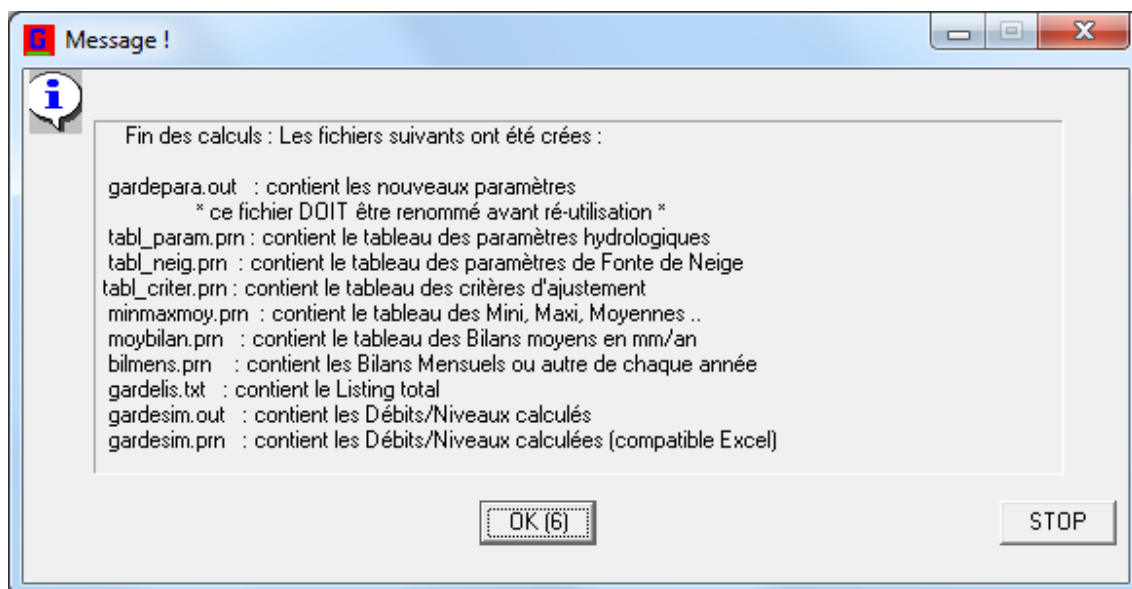 G Message !
i
Fin des calculs : Les fichiers suivants ont été crées :
gardepara.out : contient les nouveaux paramètres
* ce fichier DOIT être renommé avant ré-utilisation *
tabl_param.prn : contient le tableau des paramètres hydrologiques
tabl_neig.prn : contient le tableau des paramètres de Fonte de Neige
tabl_criter.prn : contient le tableau des critères d'ajustement
minmaxmoy.prn : contient le tableau des Mini, Maxi, Moyennes ..
moybilan.prn : contient le tableau des Bilans moyens en mm/an
bilmens.prn : contient les Bilans Mensuels ou autre de chaque année
gardelis.txt : contient le Listing total
gardesim.out : contient les Débits/Niveaux calculés
gardesim.prn : contient les Débits/Niveaux calculées (compatible Excel)
OK (6)
STOP